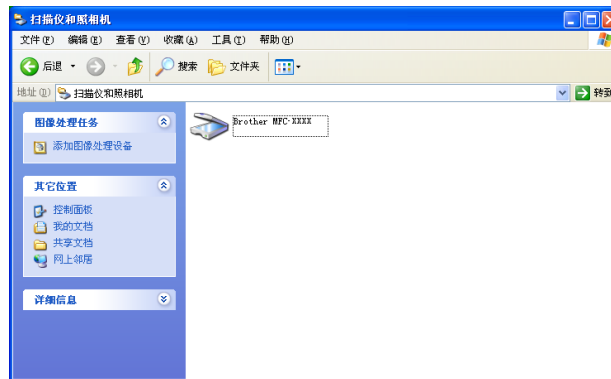 扫描仪和照相机
文件(F) 编辑(E) 查看(V) 收藏(A) 工具(T) 帮助(H)
后退 搜索 文件夹
地址(D) 扫描仪和照相机 转到
图像处理任务
添加图像处理设备
其它位置
控制面板
我的文档
共享文档
网上邻居
详细信息
Brother MFC-XXXX